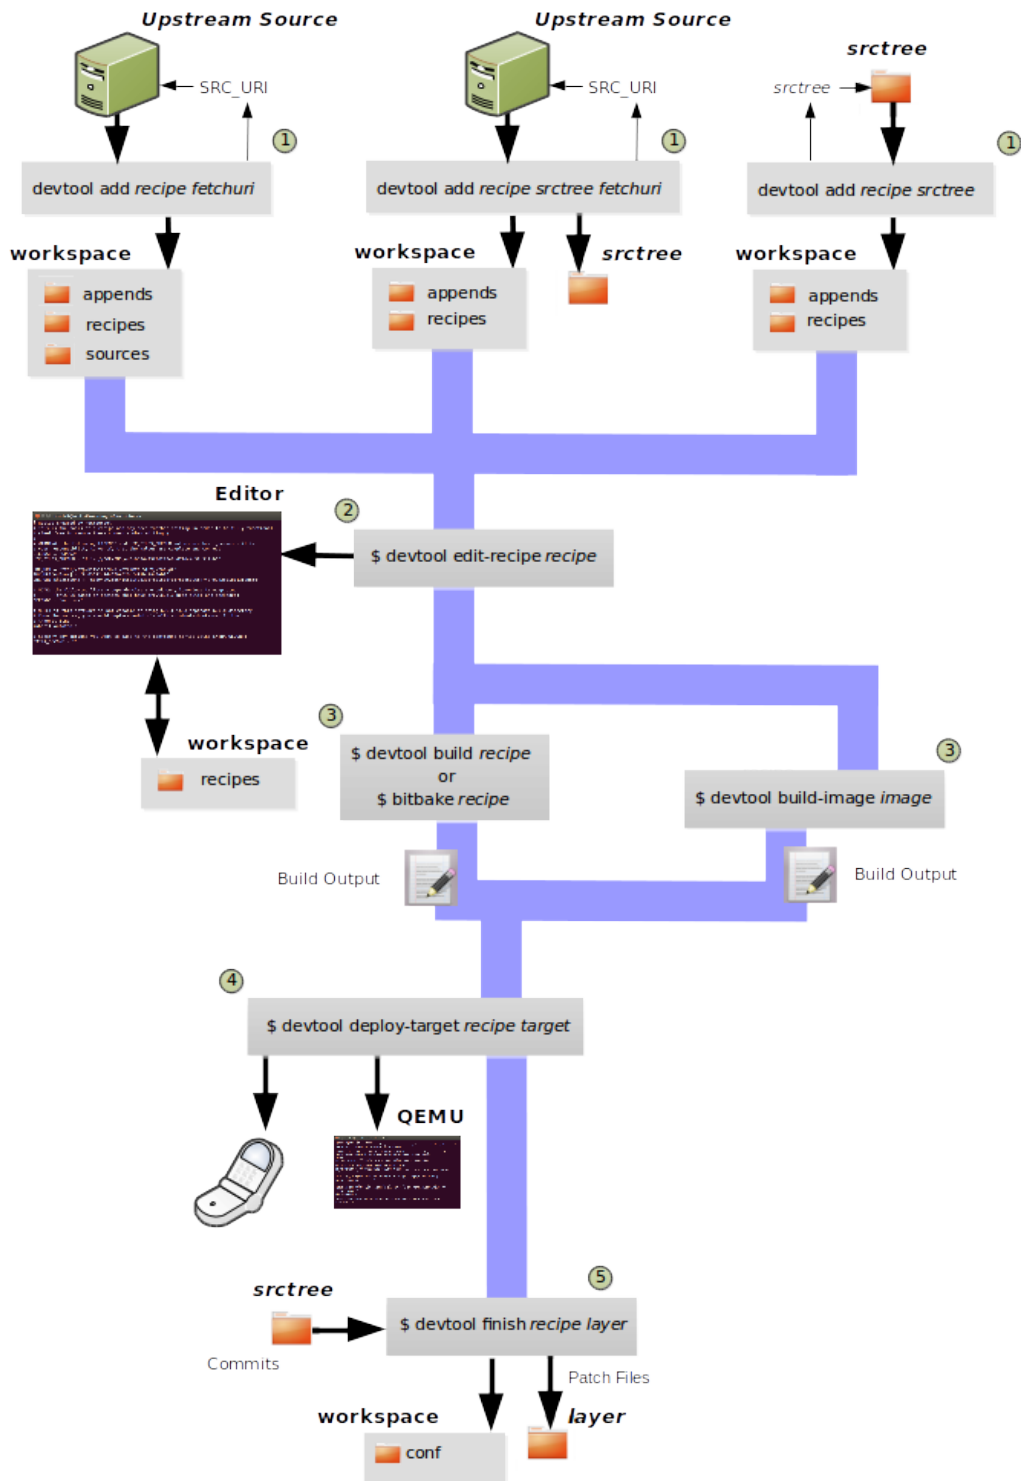 Upstream Source
Upstream Source
srctree
SRC_URI
SRC_URI
srctree
1
1
1
devtool add recipe fetchuri
devtool add recipe srctree fetchuri
devtool add recipe srctree
workspace
workspace
srctree
workspace
appends
recipes
sources
appends
recipes
appends
recipes
Editor
2
$ devtool edit-recipe recipe
3
workspace
recipes
$ devtool build recipe
or
$ bitbake recipe
3
$ devtool build-image image
Build Output
Build Output
4
$ devtool deploy-target recipe target
QEMU
5
srctree
$ devtool finish recipe layer
Commits
Patch Files
workspace
layer
conf